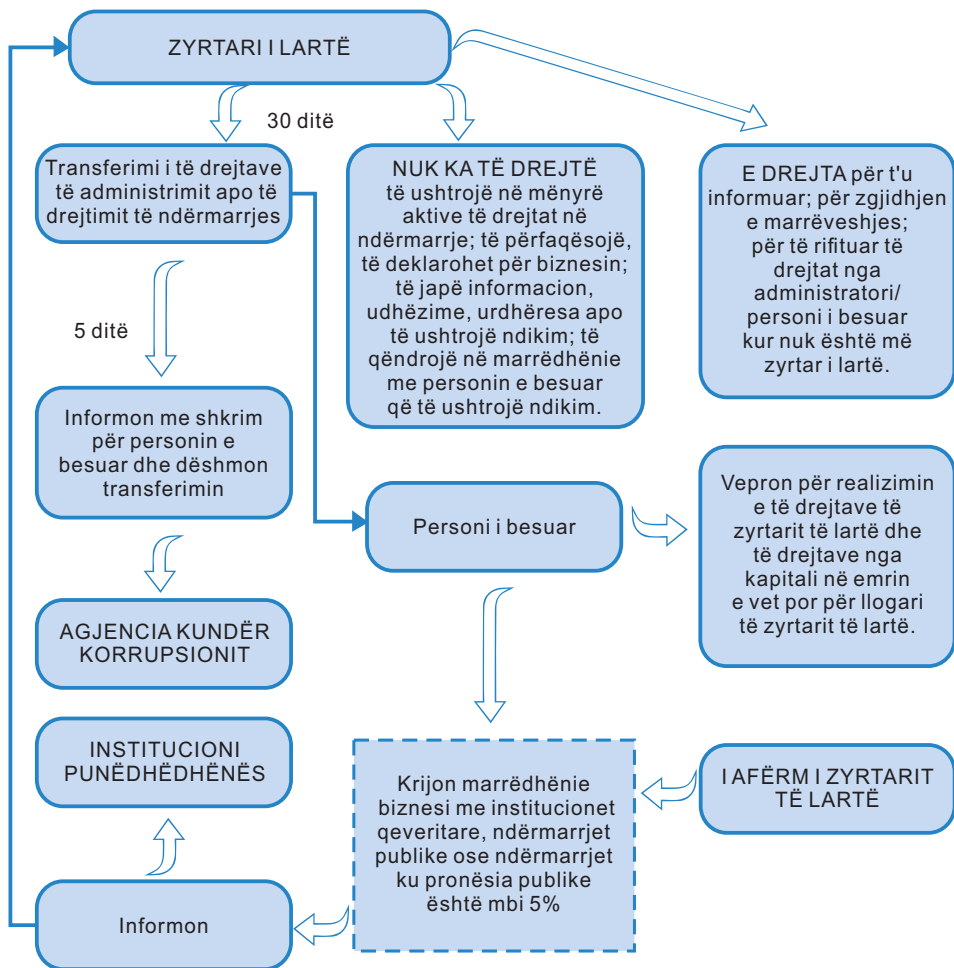 ZYRTARI I LARTË
30 ditë
Transferimi i të drejtave
të administrimit apo të
drejtimit të ndërmarrjes
NUK KA TË DREJTË
të ushtrojë në mënyrë
aktive të drejtat në
ndërmarrje; të përfaqësojë,
të deklarohet për biznesin;
të japë informacion,
udhëzime, urdhëresa apo
të ushtrojë ndikim; të
qëndrojë në marrëdhënie
me personin e besuar
që të ushtrojë ndikim.
E DREJTA për t'u
informuar; për zgjidhjen
e marrëveshjes;
për të rifituar të
drejtat nga
administratori/
personi i besuar
kur nuk është më
zyrtar i lartë.
5 ditë
Informon me shkrim
për personin e
besuar dhe dëshmon
transferimin
Personi i besuar
Vepron për realizimin
e të drejtave të
zyrtarit të lartë dhe
të drejtave nga
kapitali në emrin
e vet por për llogari
të zyrtarit të lartë.
AGJENCIA KUNDËR
KORRUPSIONIT
INSTITUCIONI
PUNËDHËDHËNËS
Krijon marrëdhënie
biznesi me institucionet
qeveritare, ndërmarrjet
publike ose ndërmarrjet
ku pronësia publike
është mbi 5%
I AFËRM I ZYRTARIT
TË LARTË
Informon